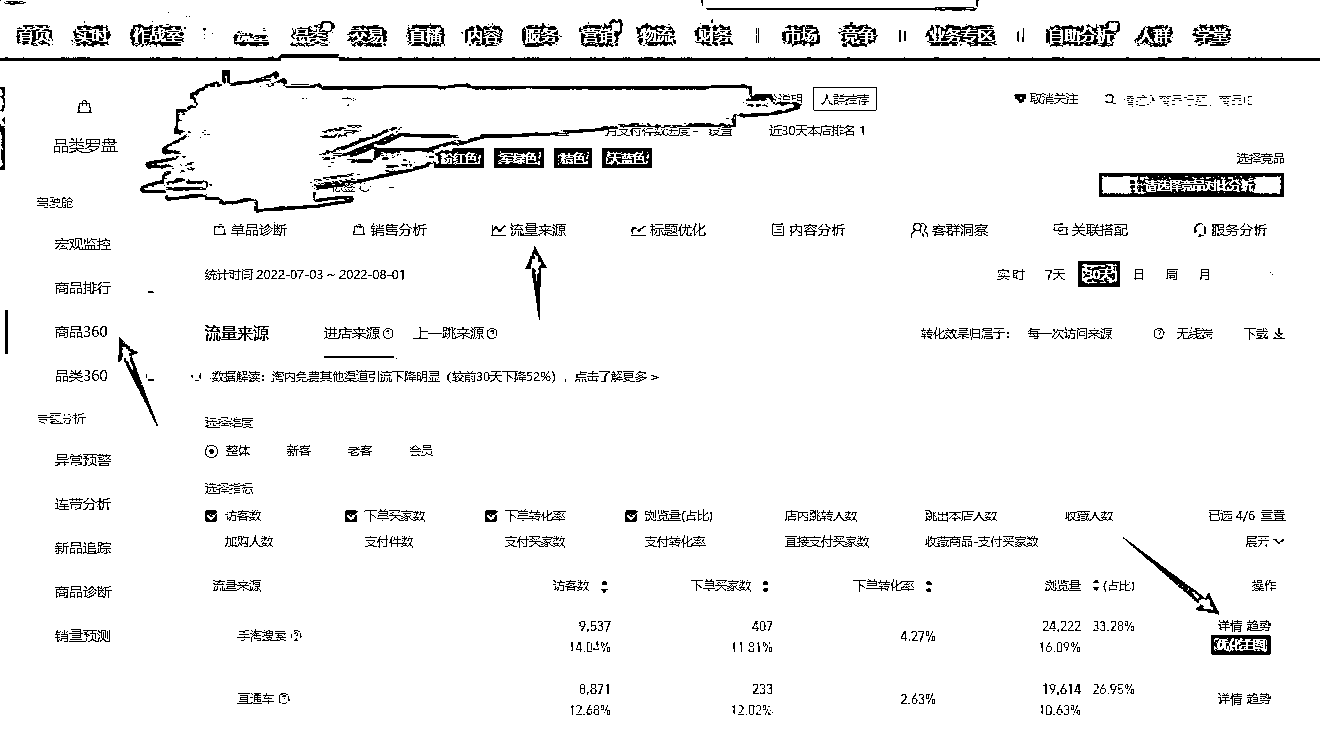 首页 实时 作战室 品类 交易 直播 内容 服务 营销 物流 财务 市场 竞争 业务专区 自助分析 人群 学堂
人群推荐 取消关注
品类罗盘
近30天本店排名 1
粉红色 军绿色 桔色 天蓝色
选择竞品
请选择竞品对比分析
驾驶舱
宏观监控
商品排行
商品360
品类360
专题分析
异常预警
连带分析
新品追踪
商品诊断
销量预测
单品诊断 销售分析 流量来源 标题优化 内容分析 客群洞察 关联搭配 服务分析
统计时间 2022-07-03 ~ 2022-08-01 实时 7天 30天 日 周 月
流量来源 进店来源 上一跳来源 转化效果归属于: 每一次访问来源 无线端 下载
数据解读: 淘内免费其他渠道引流下降明显(较前30天下降52%), 点击了解更多 >
选择维度
整体 新客 老客 会员
选择指标
访客数 下单买家数 下单转化率 浏览量(占比) 店内跳转人数 跳出本店人数 收藏人数 已选 4/6 重置
加购人数 支付件数 支付买家数 支付转化率 直接支付买家数 收藏商品-支付买家数 展开
流量来源 访客数 下单买家数 下单转化率 浏览量 (占比) 操作
手淘搜索 9,537 407 4.27% 24,222 33.28% 详情 趋势
14.04% 11.81% 16.09% 优化主图
直通车 8,871 233 2.63% 19,614 26.95% 详情 趋势
12.68% 12.02% 10.63%